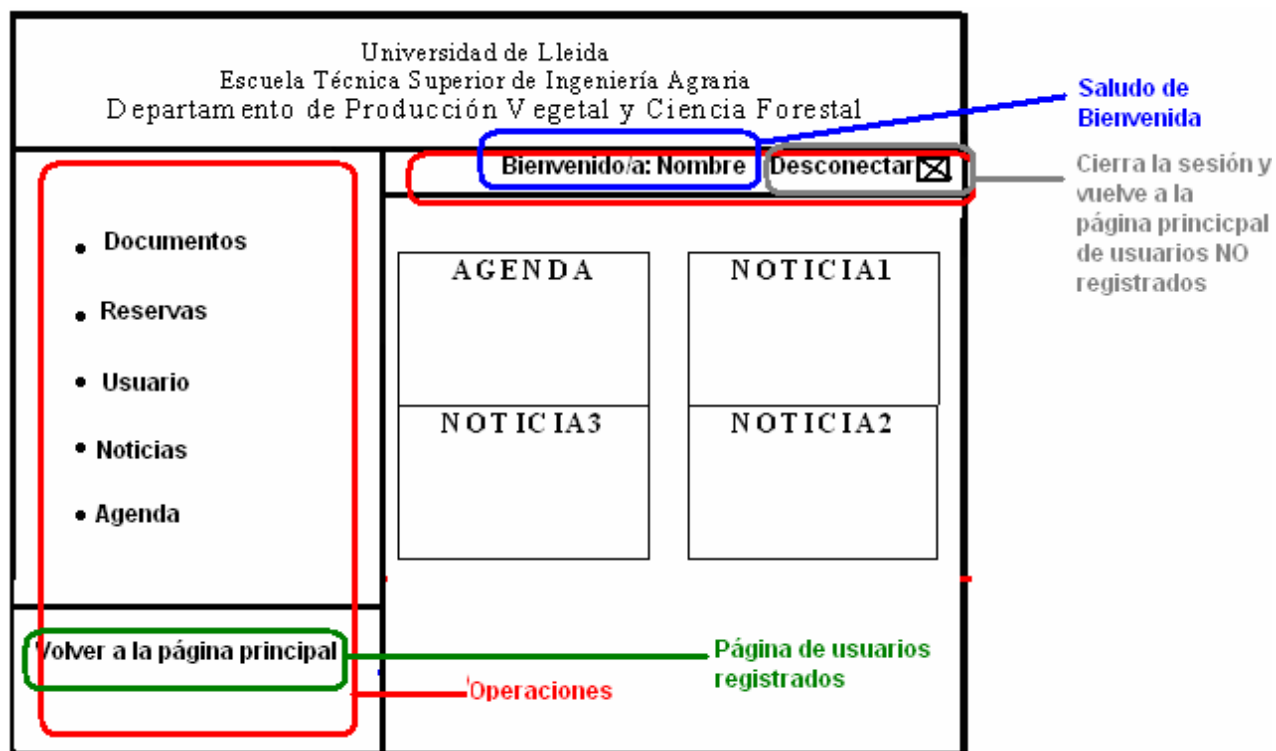 Universidad de Lleida
Escuela Técnica Superior de Ingeniería Agraria
Departamento de Producción Vegetal y Ciencia Forestal
Saludo de
Bienvenida
Bienvenido/a: Nombre Desconectar
Cierra la sesión y
vuelve a la
página princicpal
de usuarios NO
registrados
• Documentos
• Reservas
• Usuario
• Noticias
• Agenda
AGENDA
NOTICIA1
NOTICIA3
NOTICIA2
Volver a la página principal
Página de usuarios
registrados
Operaciones